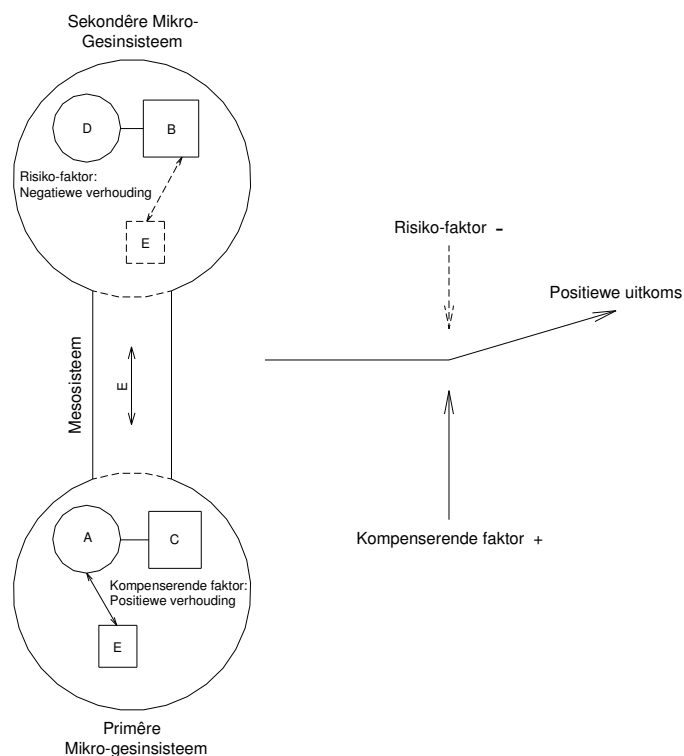 Sekondêre Mikro-
Gesinsisteem
D
B
Risiko-faktor:
Negatiewe verhouding
E
Mesosisteem
E
A
C
Kompenserende faktor:
Positiewe verhouding
E
Primêre
Mikro-gesinsisteem
Risiko-faktor -
Positiewe uitkoms
Kompenserende faktor +